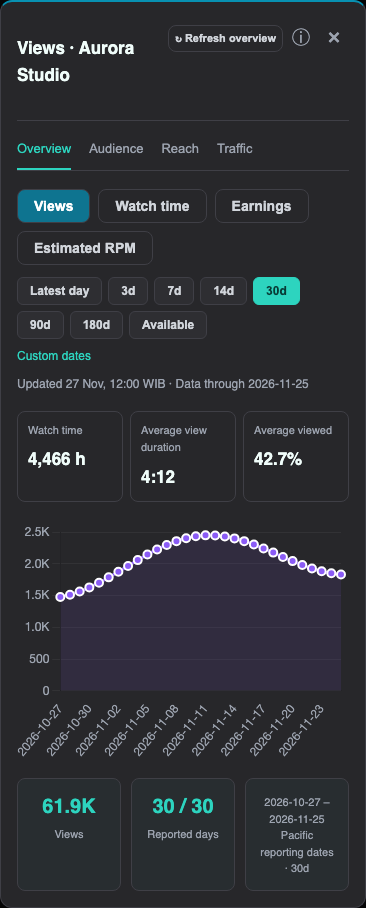 Views · Aurora
Studio
↻ Refresh overview
ⓘ
×
Overview
Audience
Reach
Traffic
Views
Watch time
Earnings
Estimated RPM
Latest day
3d
7d
14d
30d
90d
180d
Available
Custom dates
Updated 27 Nov, 12:00 WIB · Data through 2026-11-25
Watch time
4,466 h
Average view
duration
4:12
Average viewed
42.7%
2.5K
2.0K
1.5K
1.0K
500
0
2026-10-27
2026-10-30
2026-11-02
2026-11-05
2026-11-08
2026-11-11
2026-11-14
2026-11-17
2026-11-20
2026-11-23
61.9K
Views
30 / 30
Reported days
2026-10-27 –
2026-11-25
Pacific
reporting dates
· 30d